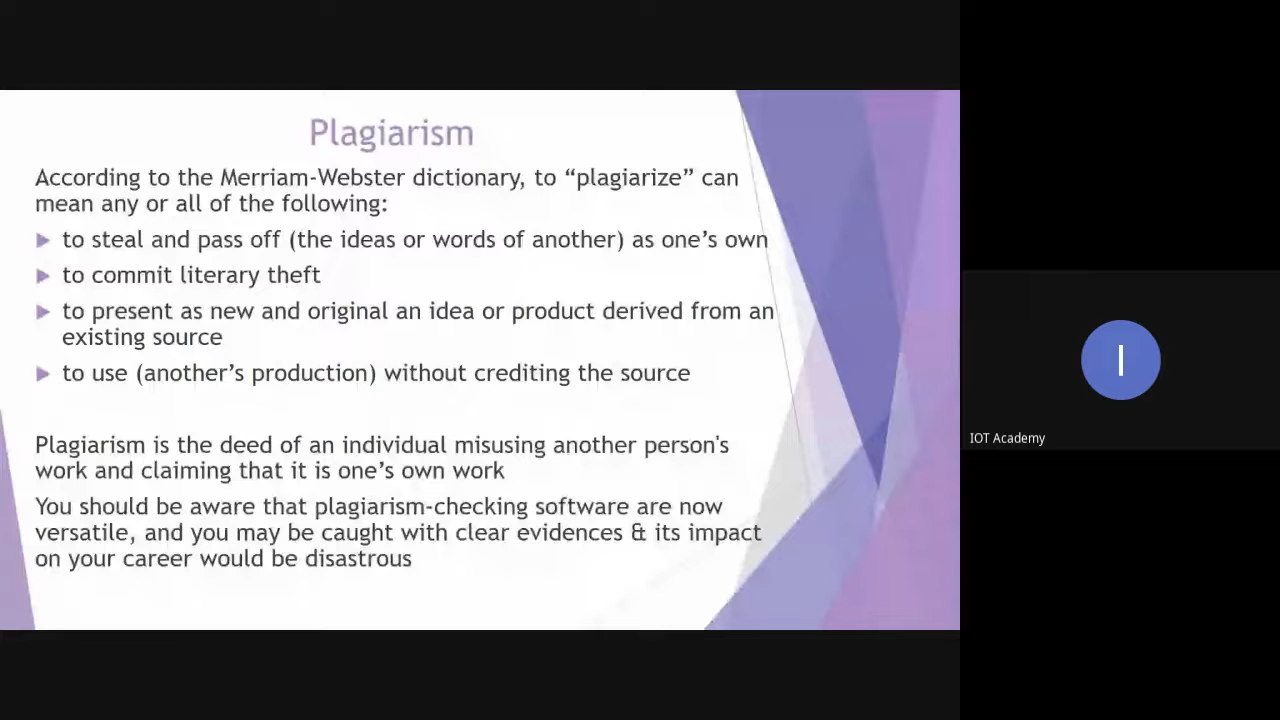 Plagiarism
According to the Merriam-Webster dictionary, to “plagiarize” can
mean any or all of the following:
to steal and pass off (the ideas or words of another) as one’s own
to commit literary theft
to present as new and original an idea or product derived from an
existing source
to use (another’s production) without crediting the source
Plagiarism is the deed of an individual misusing another person's
work and claiming that it is one’s own work
You should be aware that plagiarism-checking software are now
versatile, and you may be caught with clear evidences & its impact
on your career would be disastrous
I
IOT Academy